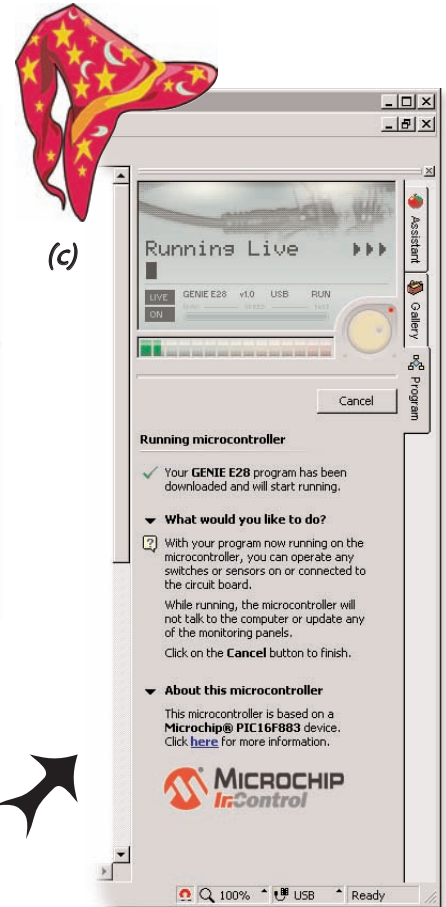 (c)
Assistant
Gallery
Program
Running Live
LIVE
GENIE E28 v1.0 USB RUN
ON
Cancel
Running microcontroller
Your GENIE E28 program has been
downloaded and will start running.
What would you like to do?
With your program now running on the
microcontroller, you can operate any
switches or sensors on or connected to
the circuit board.
While running, the microcontroller will
not talk to the computer or update any
of the monitoring panels.
Click on the Cancel button to finish.
About this microcontroller
This microcontroller is based on a
Microchip® PIC16F883 device.
Click here for more information.
MICROCHIP
InControl
100% USB Ready